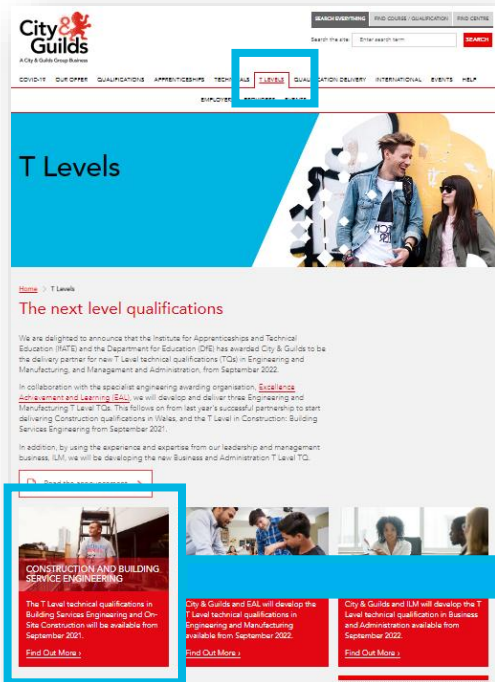 City&
Guilds
A City & Guilds Group Business
SEARCH EVERYTHING FIND COURSE / QUALIFICATION FIND CENTRE
Search the site: Enter search term SEARCH
COVID-19 OUR OFFER QUALIFICATIONS APPRENTICESHIPS TECHNICALS T LEVELS QUALIFICATION DELIVERY INTERNATIONAL EVENTS HELP
EMPLOYERS PROVIDERS EVENTS
T Levels
Home > T Levels
The next level qualifications
We are delighted to announce that the Institute for Apprenticeships and Technical
Education (IfATE) and the Department for Education (DfE) has awarded City & Guilds to be
the delivery partner for new T Level technical qualifications (TQs) in Engineering and
Manufacturing, and Management and Administration, from September 2022.
In collaboration with the specialist engineering awarding organisation, Excellence
Achievement and Learning (EAL), we will develop and deliver three Engineering and
Manufacturing T Level TQs. This follows on from last year's successful partnership to start
delivering Construction qualifications in Wales, and the T Level in Construction: Building
Services Engineering from September 2021.
In addition, by using the experience and expertise from our leadership and management
business, ILM, we will be developing the new Business and Administration T Level TQ.
Read the announcement >
CONSTRUCTION AND BUILDING
SERVICE ENGINEERING
The T Level technical qualifications in
Building Services Engineering and On-
Site Construction will be available from
September 2021.
Find Out More ›
City & Guilds and EAL will develop the
T Level technical qualifications in
Engineering and Manufacturing
available from September 2022.
Find Out More ›
City & Guilds and ILM will develop the T
Level technical qualification in Business
and Administration available from
September 2022.
Find Out More ›